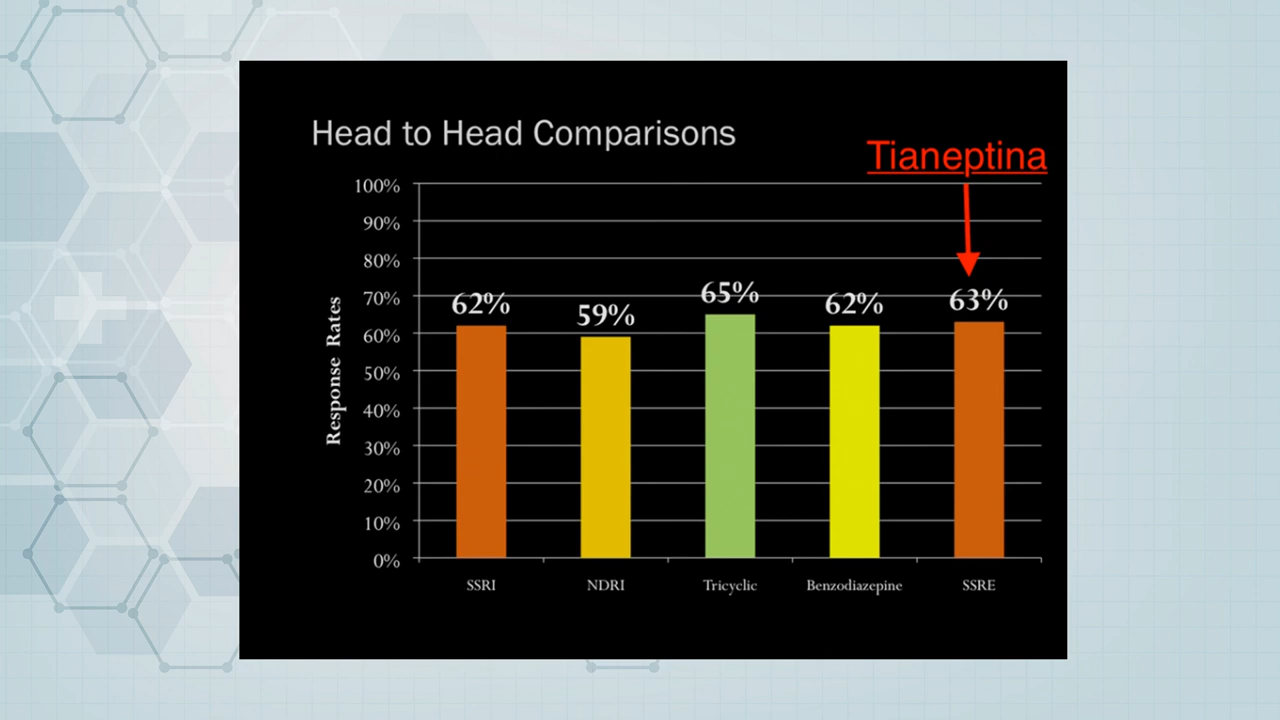 Head to Head Comparisons
Tianeptina
100%
90%
80%
70%
60%
50%
40%
30%
20%
10%
0%
Response Rates
62%
59%
65%
62%
63%
SSRI
NDRI
Tricyclic
Benzodiazepine
SSRE